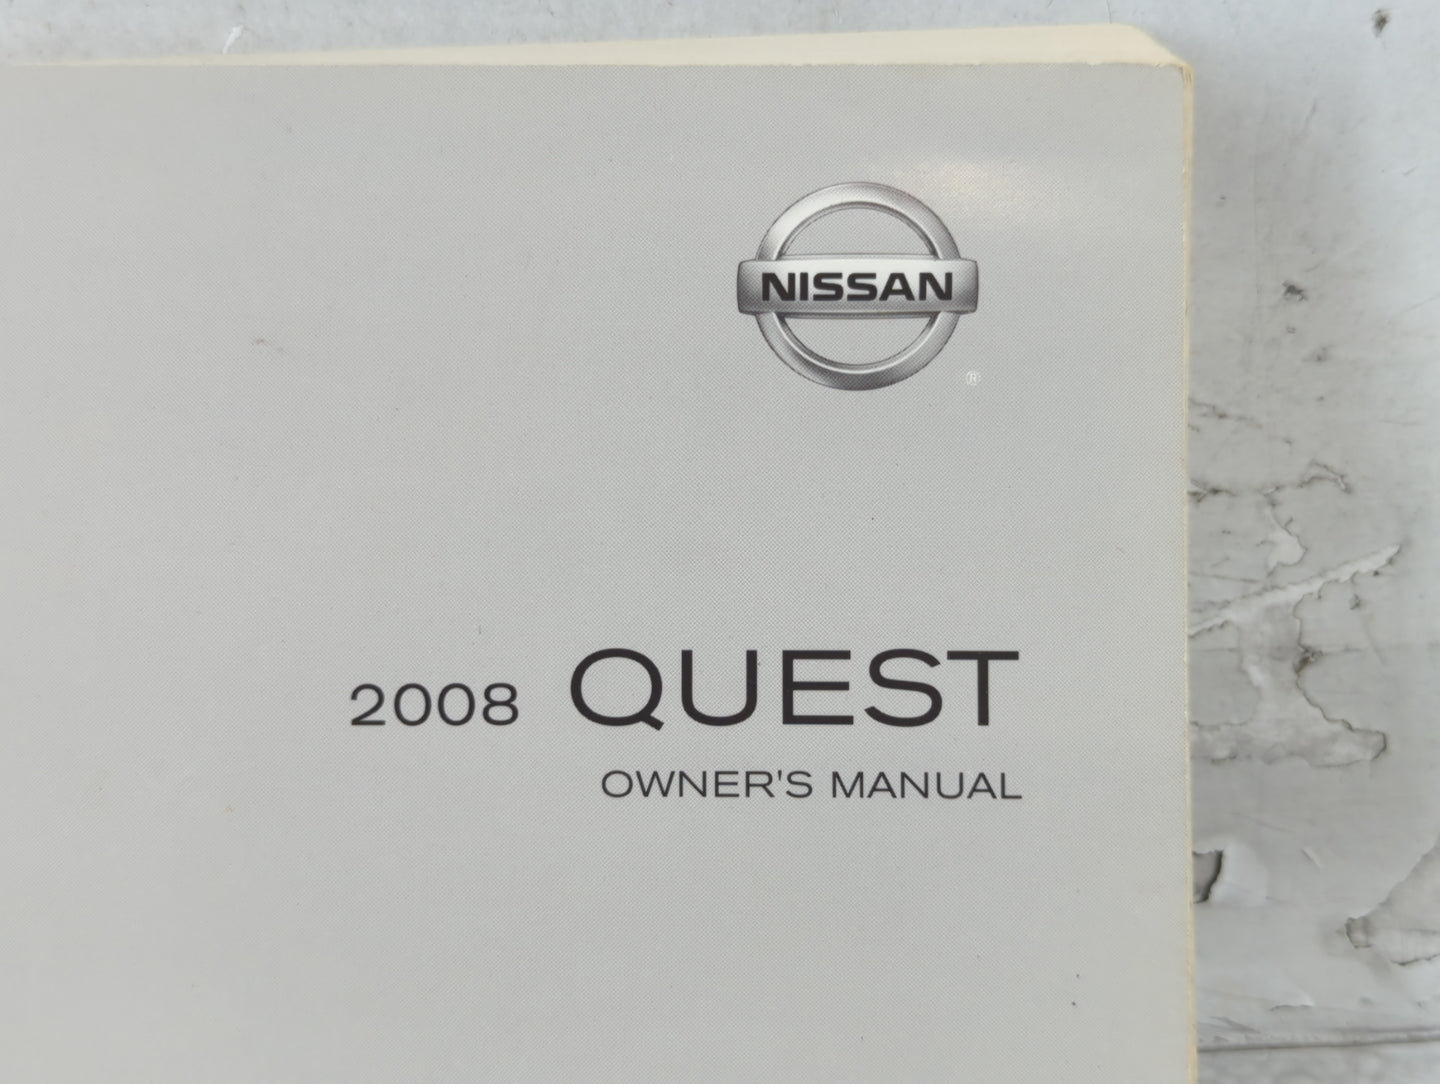 NISSAN
®
2008 QUEST
OWNER'S MANUAL